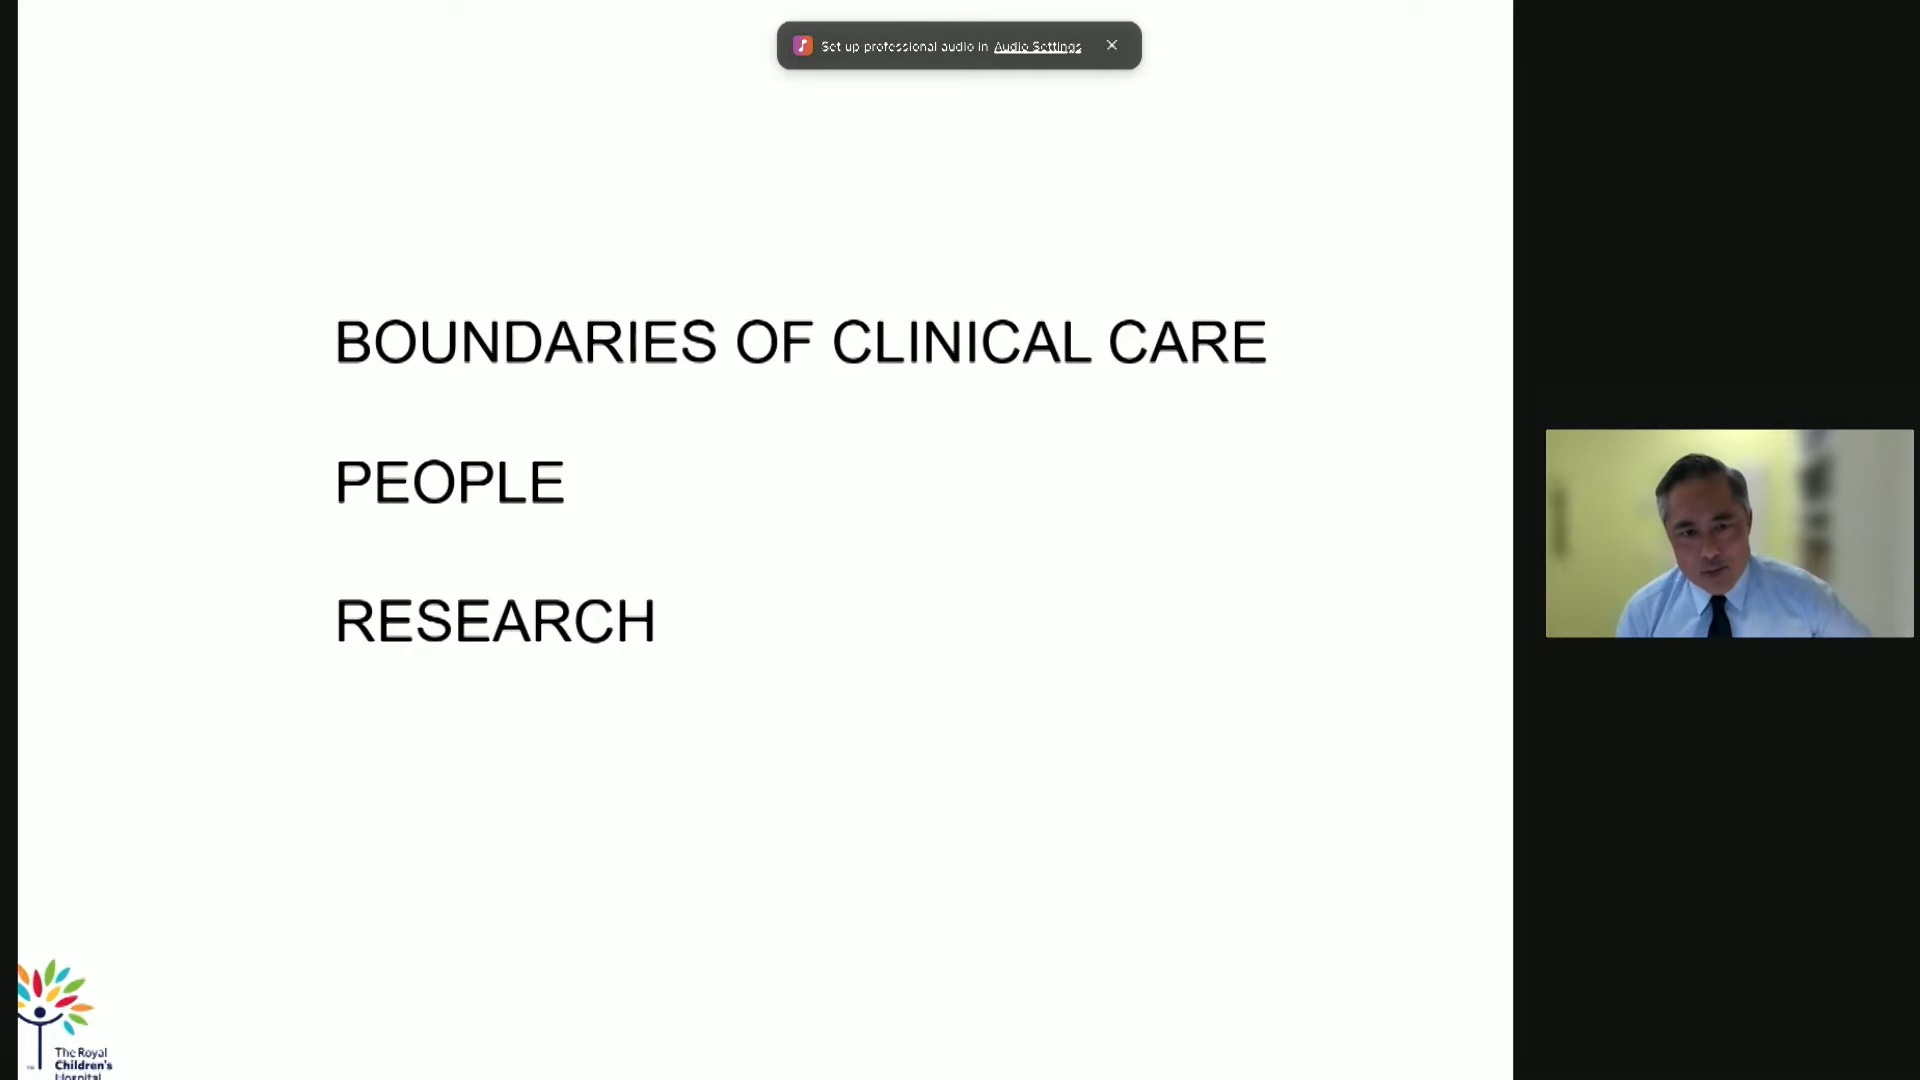 Set up professional audio in Audio Settings
BOUNDARIES OF CLINICAL CARE
PEOPLE
RESEARCH
The Royal
Children's
Hospital